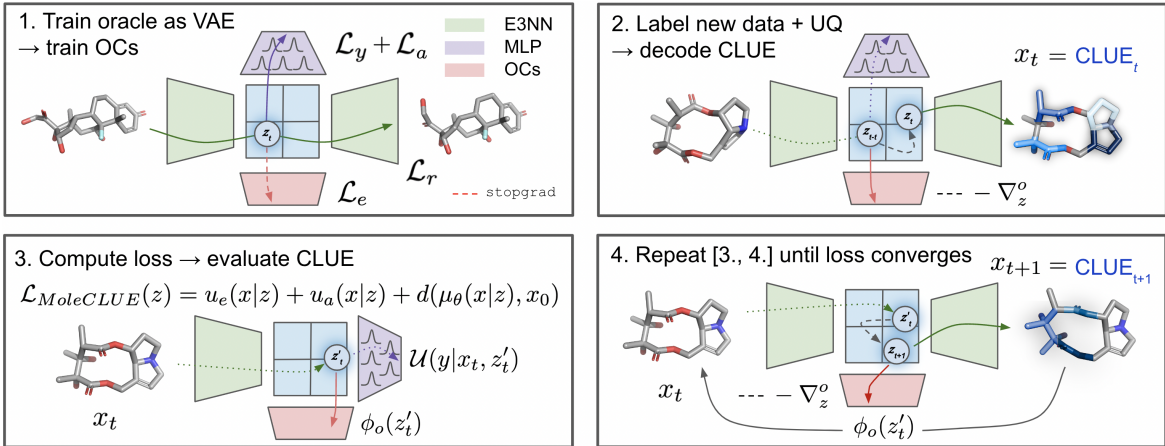 1. Train oracle as VAE
→ train OCs
ℒ_y + ℒ_a
E3NN
MLP
OCs
z_t
ℒ_r
ℒ_e
--- stopgrad
2. Label new data + UQ
→ decode CLUE
x_t = CLUE_t
z_t
z_{t-t}
--- − ∇_z^o
3. Compute loss → evaluate CLUE
ℒ_{MoleCLUE}(z) = u_e(x|z) + u_a(x|z) + d(μ_θ(x|z), x_0)
z'_t
𝒰(y|x_t, z'_t)
x_t
ϕ_o(z'_t)
4. Repeat [3., 4.] until loss converges
x_{t+1} = CLUE_{t+1}
z'_t
z_{t+1}
x_t
--- − ∇_z^o
ϕ_o(z'_t)